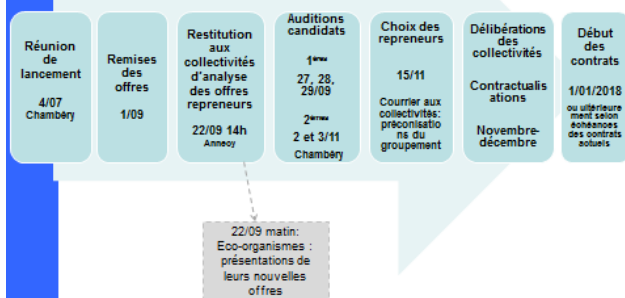 Réunion
de
lancement
4/07
Chambéry
Remises
des
offres
1/09
Restitution
aux
collectivités
d'analyse
des offres
repreneurs
22/09 14h
Annecy
Auditions
candidats
1ères
27, 28,
29/09
2èmes
2 et 3/11
Chambéry
Choix des
repreneurs
15/11
Courrier aux
collectivités:
préconisatio
ns du
groupement
Délibérations
des
collectivités
Contractualis
ations
Novembre-
décembre
Début
des
contrats
1/01/2018
ou ultérieure
ment selon
échéances
des contrats
actuels
22/09 matin:
Eco-organismes :
présentations de
leurs nouvelles
offres